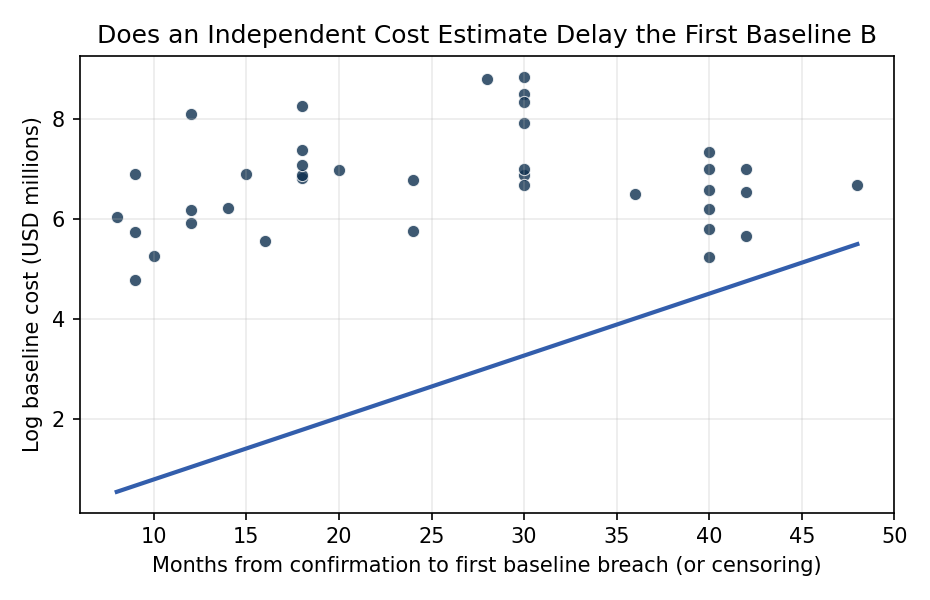 Does an Independent Cost Estimate Delay the First Baseline B
Log baseline cost (USD millions)
8
6
4
2
10 15 20 25 30 35 40 45 50
Months from confirmation to first baseline breach (or censoring)